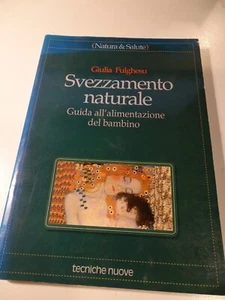 (Natura & Salute)
Giulia Fulghesu
Svezzamento
naturale
Guida all'alimentazione
del bambino
tecniche nuove